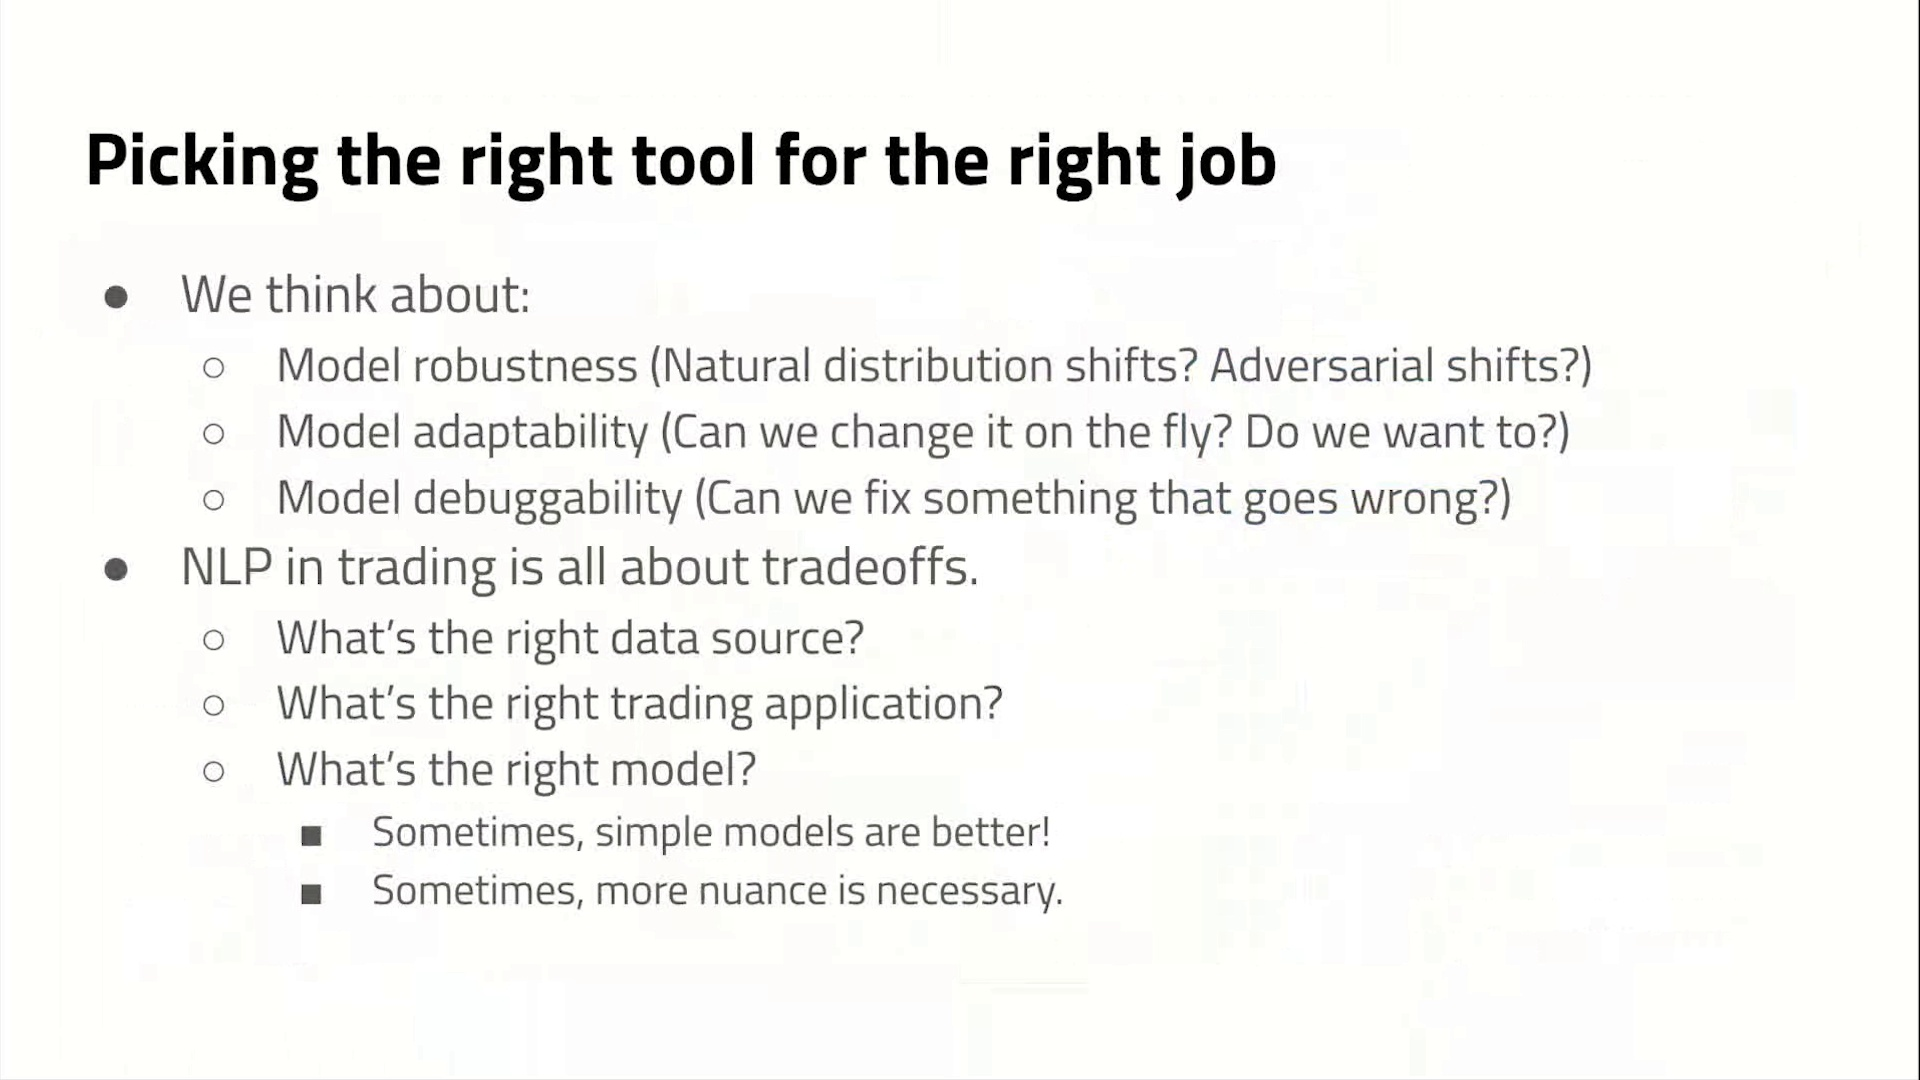 Picking the right tool for the right job
● We think about:
○ Model robustness (Natural distribution shifts? Adversarial shifts?)
○ Model adaptability (Can we change it on the fly? Do we want to?)
○ Model debuggability (Can we fix something that goes wrong?)
● NLP in trading is all about tradeoffs.
○ What’s the right data source?
○ What’s the right trading application?
○ What’s the right model?
■ Sometimes, simple models are better!
■ Sometimes, more nuance is necessary.